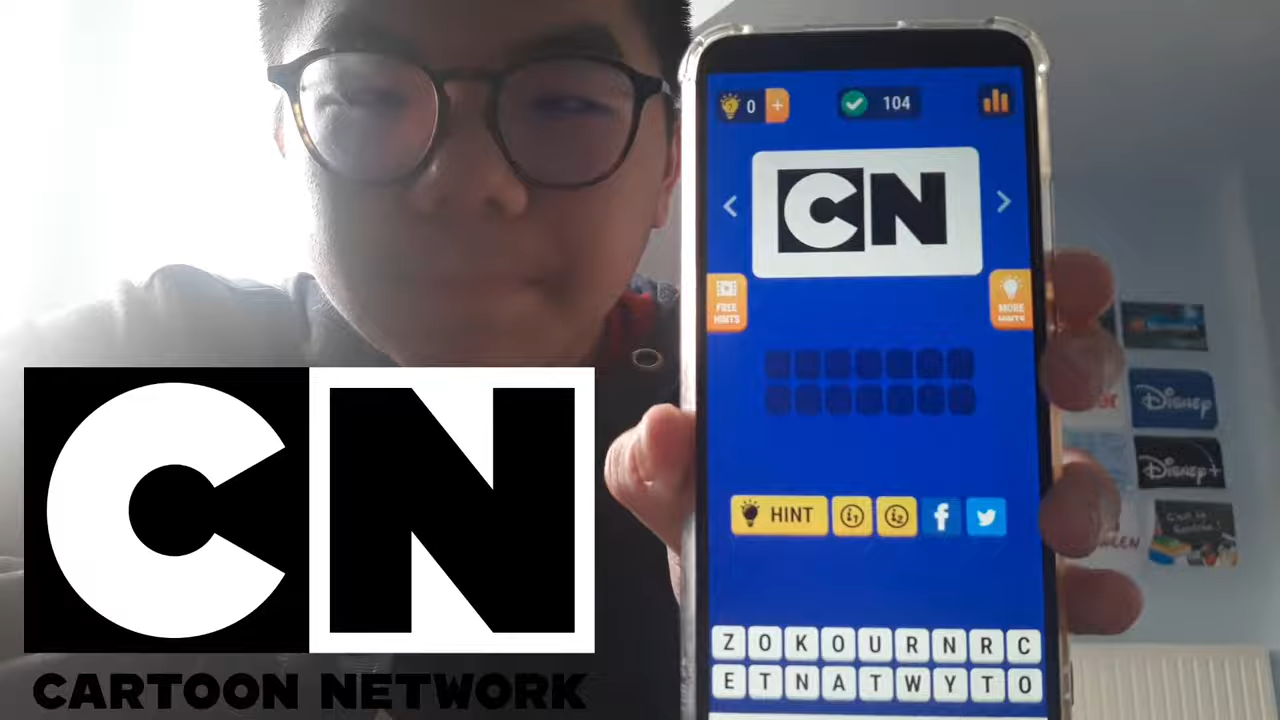 0 +
104
CN
FREE
HINTS
MORE
HINTS
HINT
Z O K O U R N R C
E T N A T W Y T O
Disney
Disney+
CN
CARTOON NETWORK